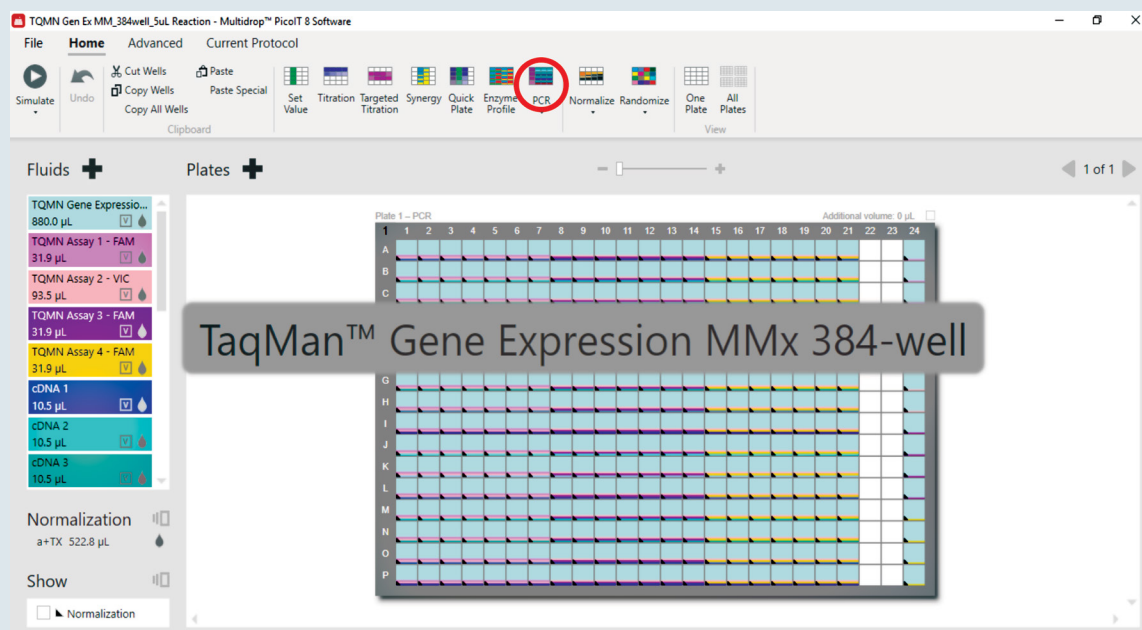 TQMN Gen Ex MM_384well_5uL Reaction - Multidrop™ PicoIT 8 Software
File Home Advanced Current Protocol
Simulate
Undo
Cut Wells
Copy Wells
Copy All Wells
Paste
Paste Special
Clipboard
Set Value
Titration
Targeted Titration
Synergy
Quick Plate
Enzyme Profile
PCR
Normalize
Randomize
One Plate
All Plates
View
Fluids
Plates
1 of 1
TQMN Gene Expressio...
880.0 µL V
TQMN Assay 1 - FAM
31.9 µL V
TQMN Assay 2 - VIC
93.5 µL V
TQMN Assay 3 - FAM
31.9 µL V
TQMN Assay 4 - FAM
31.9 µL V
cDNA 1
10.5 µL V
cDNA 2
10.5 µL V
cDNA 3
10.5 µL V
Normalization
a+TX 522.8 µL
Show
Normalization
Plate 1 – PCR
Additional volume: 0 µL
1 1 2 3 4 5 6 7 8 9 10 11 12 13 14 15 16 17 18 19 20 21 22 23 24
A
B
C
TaqMan™ Gene Expression MMx 384-well
G
H
I
J
K
L
M
N
O
P